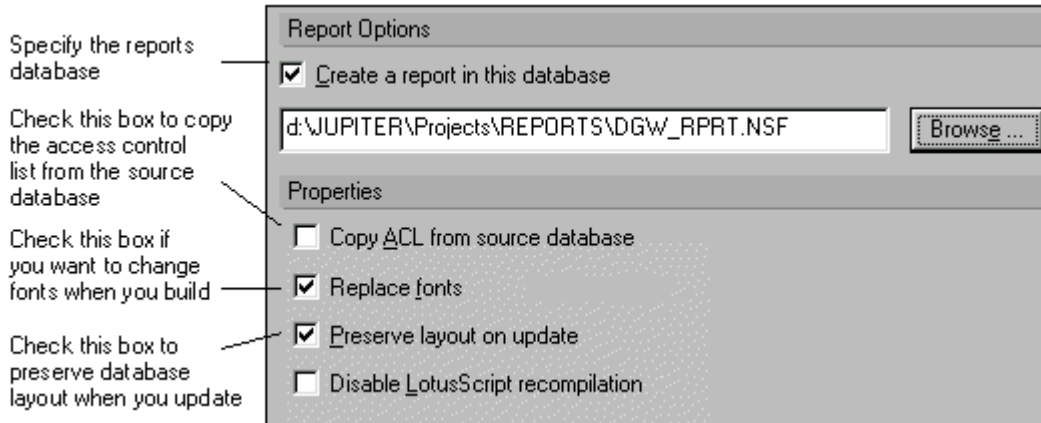 Specify the reports
database
Check this box to copy
the access control
list from the source
database
Check this box if
you want to change
fonts when you build
Check this box to
preserve database
layout when you update
Report Options
Create a report in this database
d:\JUPITER\Projects\REPORTS\DGW_RPRT.NSF
Browse ...
Properties
Copy ACL from source database
Replace fonts
Preserve layout on update
Disable LotusScript recompilation